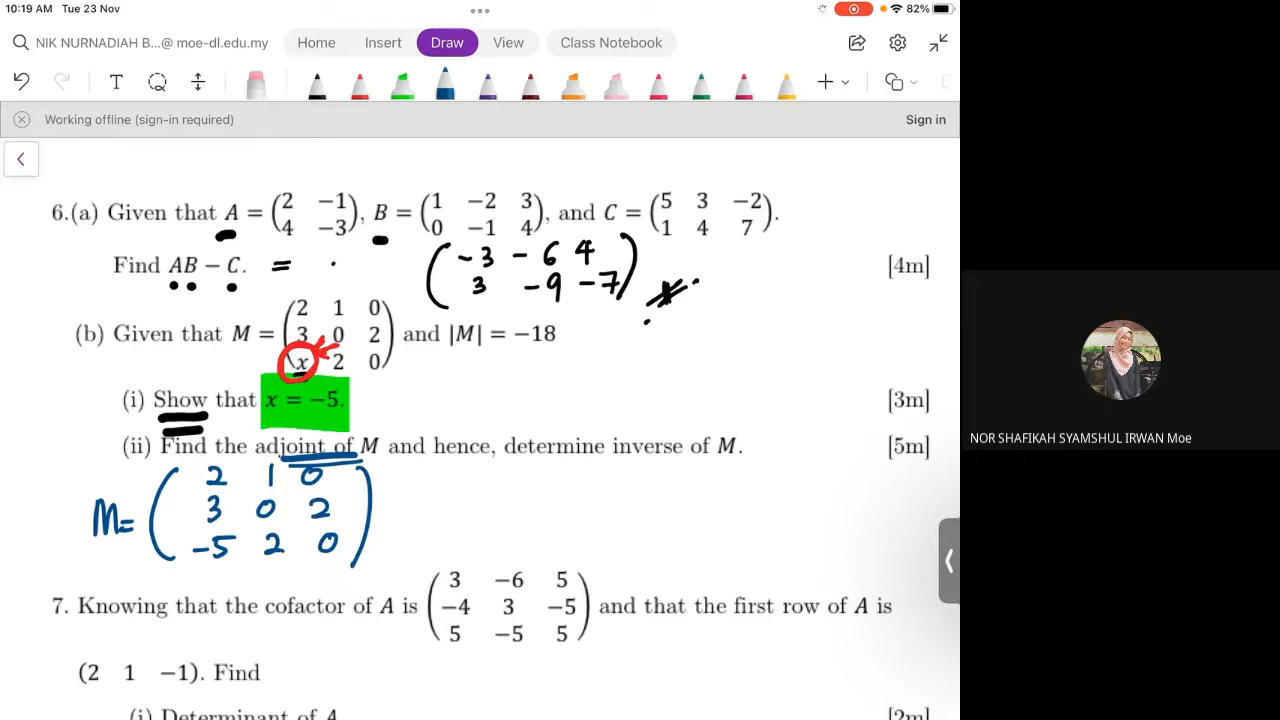 10:19 AM Tue 23 Nov 82%
NIK NURNADIAH B...@ moe-dl.edu.my Home Insert Draw View Class Notebook
Working offline (sign-in required) Sign in
6.(a) Given that A = (2 −1
4 −3), B = (1 −2 3
0 −1 4), and C = (5 3 −2
1 4 7).
Find AB − C. = [4m]
(-3 -6 4
3 -9 -7)
(b) Given that M = (2 1 0
3 0 2
x 2 0) and |M| = −18
(i) Show that x = −5. [3m]
(ii) Find the adjoint of M and hence, determine inverse of M. [5m]
M= (2 1 0
3 0 2
-5 2 0)
7. Knowing that the cofactor of A is (3 −6 5
−4 3 −5
5 −5 5) and that the first row of A is
(2 1 −1). Find
(i) Determinant of A [2m]
NOR SHAFIKAH SYAMSHUL IRWAN Moe